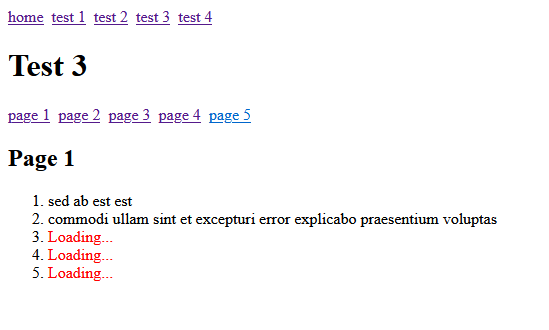 home test 1 test 2 test 3 test 4
Test 3
page 1 page 2 page 3 page 4 page 5
Page 1
1. sed ab est est
2. commodi ullam sint et excepturi error explicabo praesentium voluptas
3. Loading...
4. Loading...
5. Loading...